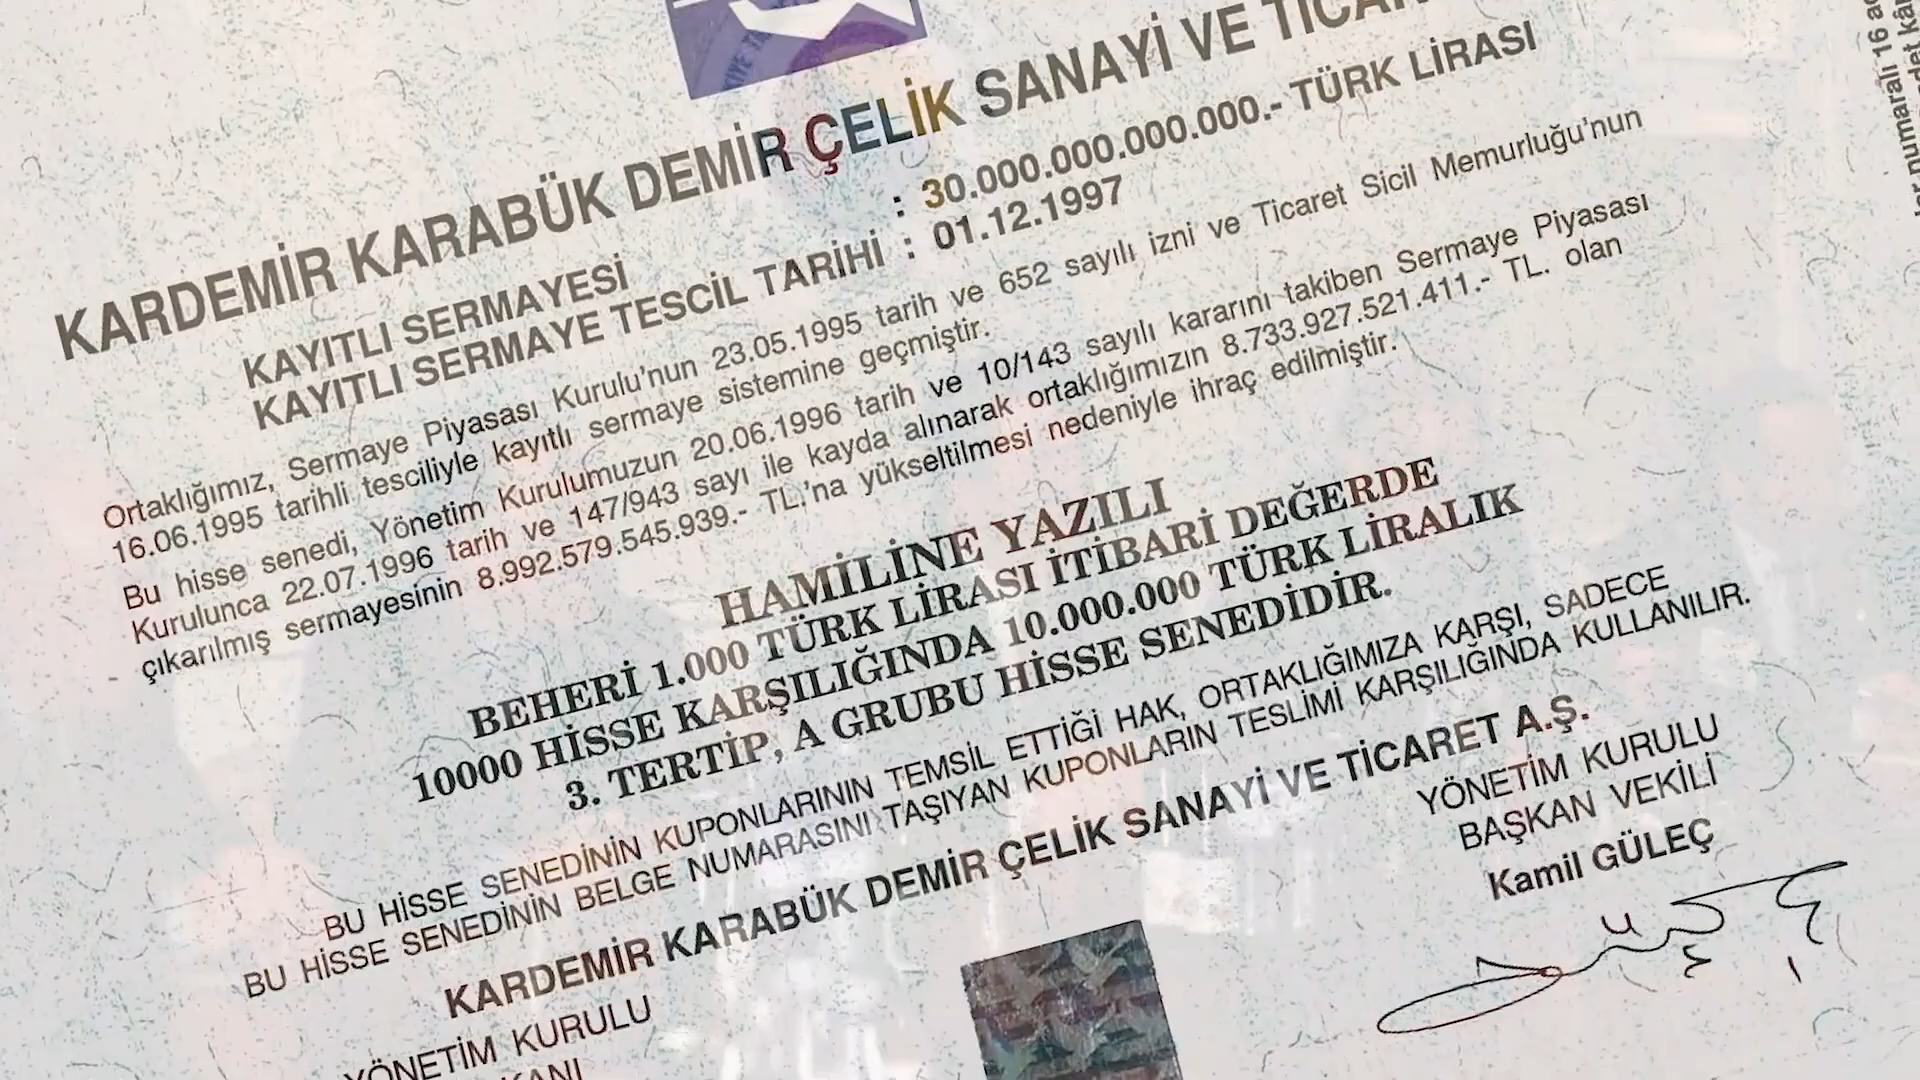 KARDEMİR KARABÜK DEMİR ÇELİK SANAYİ VE
KAYITLI SERMAYESİ : 30.000.000.000.000.- TÜRK LİRASI
KAYITLI SERMAYE TESCİL TARİHİ : 01.12.1997
Ortaklığımız, Sermaye Piyasası Kurulu'nun 23.05.1995 tarih ve 652 sayılı izni ve Ticaret Sicil Memurluğu'nun
16.06.1995 tarihli tesciliyle kayıtlı sermaye sistemine geçmiştir.
Bu hisse senedi, Yönetim Kurulumuzun 20.06.1996 tarih ve 10/143 sayılı kararını takiben Sermaye Piyasası
Kurulunca 22.07.1996 tarih ve 147/943 sayı ile kayda alınarak ortaklığımızın 8.733.927.521.411.- TL. olan
çıkarılmış sermayesinin 8.992.579.545.939.- TL.'na yükseltilmesi nedeniyle ihraç edilmiştir.
HAMİLİNE YAZILI
BEHERİ 1.000 TÜRK LİRASI İTİBARİ DEĞERDE
10000 HİSSE KARŞILIĞINDA 10.000.000 TÜRK LİRALIK
3. TERTİP, A GRUBU HİSSE SENEDİDİR.
BU HİSSE SENEDİNİN KUPONLARININ TEMSİL ETTİĞİ HAK, ORTAKLIĞIMIZA KARŞI, SADECE
BU HİSSE SENEDİNİN BELGE NUMARASINI TAŞIYAN KUPONLARIN TESLİMİ KARŞILIĞINDA KULLANILIR.
KARDEMİR KARABÜK DEMİR ÇELİK SANAYİ VE TİCARET A.Ş.
YÖNETİM KURULU
YÖNETİM KURULU
BAŞKAN VEKİLİ
Kamil GÜLEÇ
numaralı 16